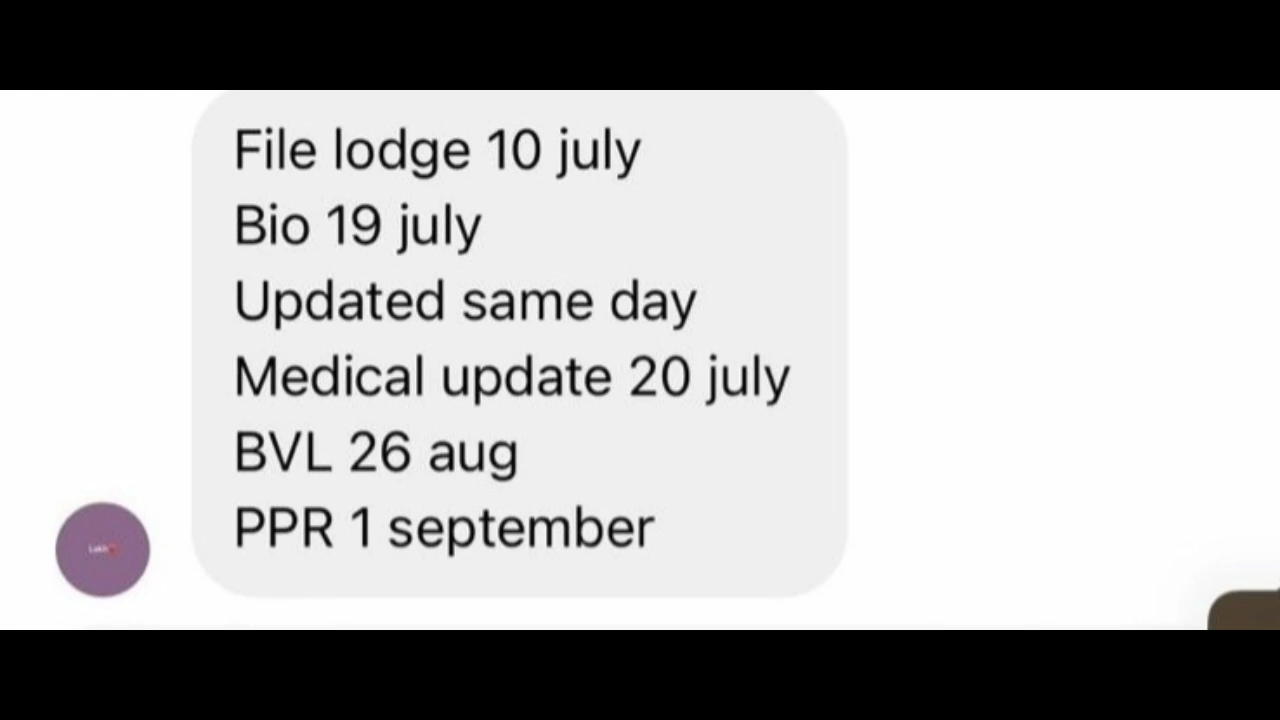 File lodge 10 july
Bio 19 july
Updated same day
Medical update 20 july
BVL 26 aug
PPR 1 september